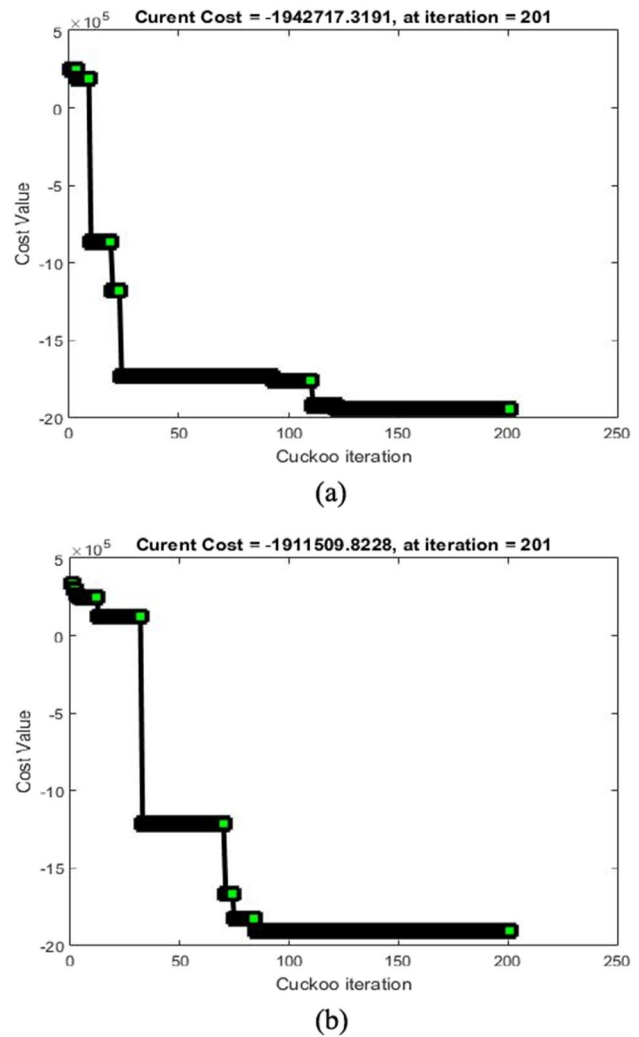 Curent Cost = -1942717.3191, at iteration = 201
×10⁵
5
0
-5
-10
-15
-20
Cost Value
0 50 100 150 200 250
Cuckoo iteration
(a)
Curent Cost = -1911509.8228, at iteration = 201
×10⁵
5
0
-5
-10
-15
-20
Cost Value
0 50 100 150 200 250
Cuckoo iteration
(b)